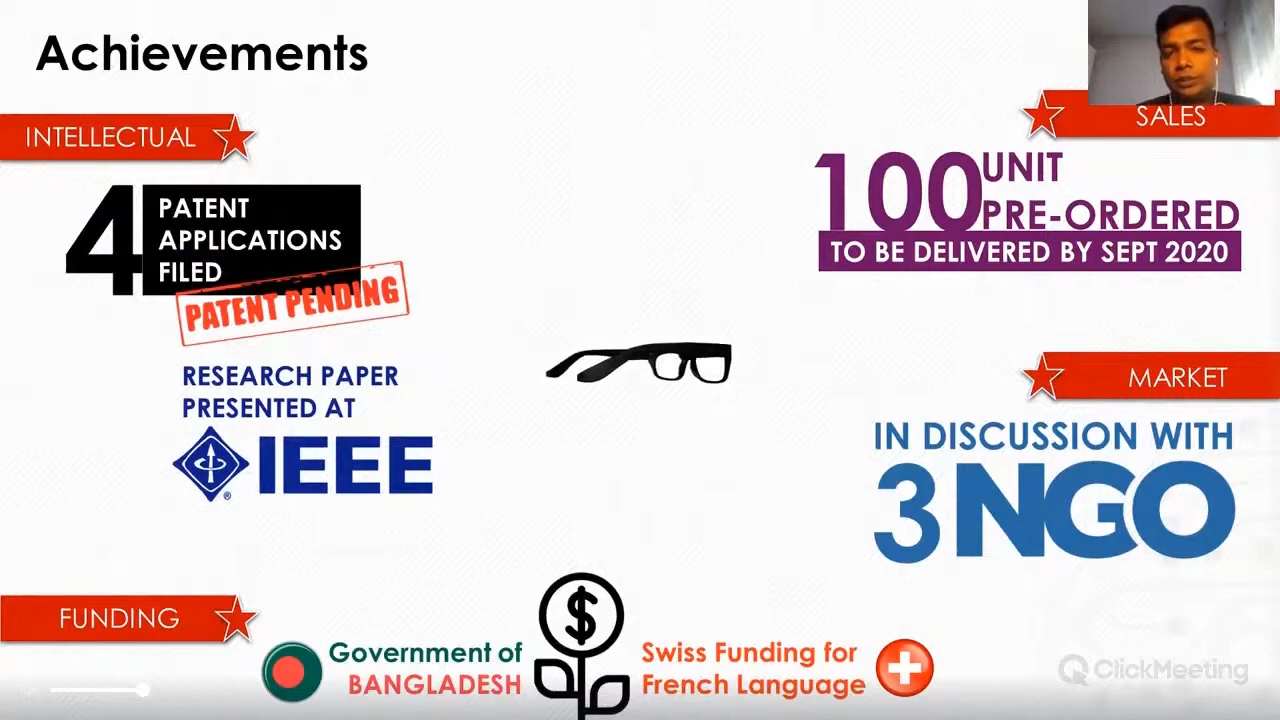 Achievements
INTELLECTUAL
4 PATENT
APPLICATIONS
FILED
PATENT PENDING
RESEARCH PAPER
PRESENTED AT
IEEE
®
SALES
100 UNIT
PRE-ORDERED
TO BE DELIVERED BY SEPT 2020
MARKET
IN DISCUSSION WITH
3 NGO
FUNDING
$
Government of
BANGLADESH
Swiss Funding for
French Language
ClickMeeting